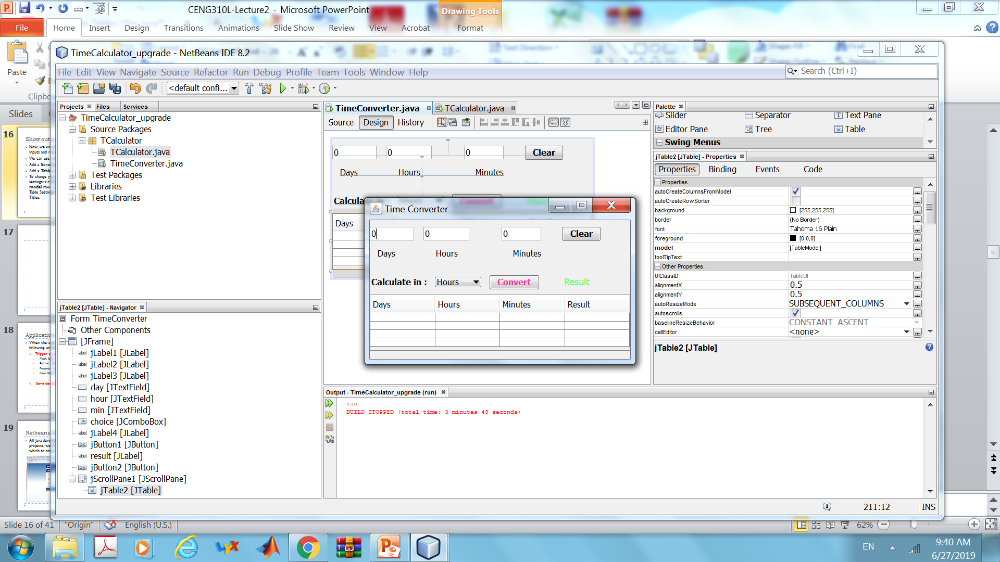 CENG310L-Lecture2 - Microsoft PowerPoint
Drawing Tools
File Home Insert Design Transitions Animations Slide Show Review View Acrobat Format
Paste
Slides
16
Show out
Now, we wo
inputs and r
We can use
Add a Scro
Add a Table
To change y
settings>>c
model row
Table Settin
Titles.
17
18
Applicatio
When the u
following ac
Trigger
Math, lo
Format
Propert
New ob
Save da
19
Netbeans
All Java deve
projects, we
which to sto
TimeCalculator_upgrade - NetBeans IDE 8.2
File Edit View Navigate Source Refactor Run Debug Profile Team Tools Window Help
Search (Ctrl+I)
<default confi...
Projects Files Services
TimeCalculator_upgrade
Source Packages
TCalculator
TCalculator.java
TimeConverter.java
Test Packages
Libraries
Test Libraries
jTable2 [JTable] - Navigator
Form TimeConverter
Other Components
[JFrame]
jLabel1 [JLabel]
jLabel2 [JLabel]
jLabel3 [JLabel]
day [JTextField]
hour [JTextField]
min [JTextField]
choice [JComboBox]
jLabel4 [JLabel]
jButton1 [JButton]
result [JLabel]
jButton2 [JButton]
jScrollPane1 [JScrollPane]
jTable2 [JTable]
TimeConverter.java TCalculator.java
Source Design History
0 0 0 Clear
Days Hours Minutes
Days
Time Converter
0 0 0 Clear
Days Hours Minutes
Calculate in : Hours Convert Result
Days Hours Minutes Result
Output - TimeCalculator_upgrade (run)
run:
BUILD STOPPED (total time: 3 minutes 49 seconds)
211:12 INS
Palette
Slider Separator Text Pane
Editor Pane Tree Table
Swing Menus
jTable2 [JTable] - Properties
Properties Binding Events Code
Properties
autoCreateColumnsFromModel
autoCreateRowSorter
background [255,255,255]
border (No Border)
font Tahoma 16 Plain
foreground [0,0,0]
model [TableModel]
toolTipText
Other Properties
UIClassID TableUI
alignmentX 0.5
alignmentY 0.5
autoResizeMode SUBSEQUENT_COLUMNS
autoscrolls
baselineResizeBehavior CONSTANT_ASCENT
cellEditor <none>
jTable2 [JTable]
Slide 16 of 41 "Origin" English (U.S.) 62%
EN
9:40 AM
6/27/2019